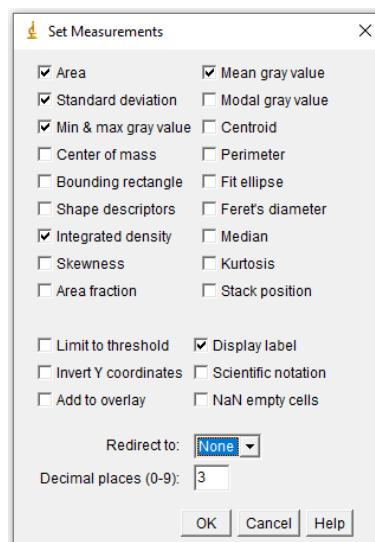 Set Measurements
Area Mean gray value
Standard deviation Modal gray value
Min & max gray value Centroid
Center of mass Perimeter
Bounding rectangle Fit ellipse
Shape descriptors Feret's diameter
Integrated density Median
Skewness Kurtosis
Area fraction Stack position
Limit to threshold Display label
Invert Y coordinates Scientific notation
Add to overlay NaN empty cells
Redirect to: None
Decimal places (0-9): 3
OK Cancel Help